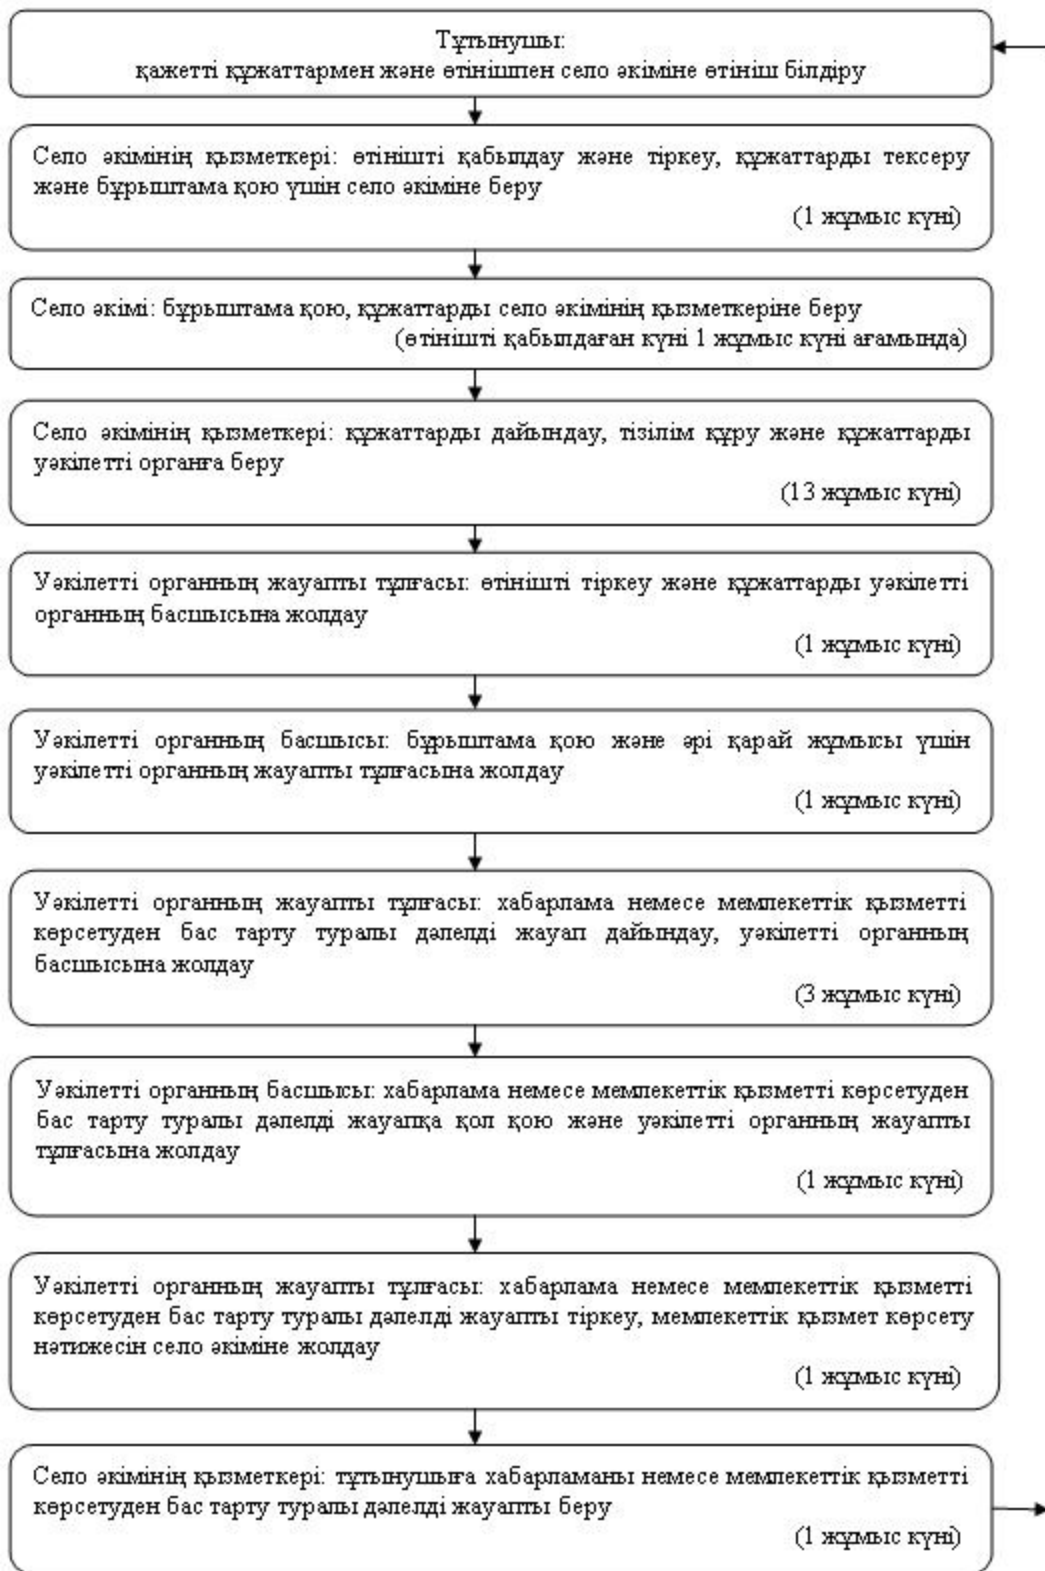 Тұтынушы:
қажетті құжаттармен және өтінішпен село әкіміне өтініш білдіру
Село әкімінің қызметкері: өтінішті қабылдау және тіркеу, құжаттарды тексеру
және бұрыштама қою үшін село әкіміне беру
(1 жұмыс күні)
Село әкімі: бұрыштама қою, құжаттарды село әкімінің қызметкеріне беру
(өтінішті қабылдаған күні 1 жұмыс күні ағамында)
Село әкімінің қызметкері: құжаттарды дайындау, тізілім құру және құжаттарды
уәкілетті органға беру
(13 жұмыс күні)
Уәкілетті органның жауапты тұлғасы: өтінішті тіркеу және құжаттарды уәкілетті
органның басшысына жолдау
(1 жұмыс күні)
Уәкілетті органның басшысы: бұрыштама қою және әрі қарай жұмысы үшін
уәкілетті органның жауапты тұлғасына жолдау
(1 жұмыс күні)
Уәкілетті органның жауапты тұлғасы: хабарлама немесе мемлекеттік қызметті
көрсетуден бас тарту туралы дәлелді жауап дайындау, уәкілетті органның
басшысына жолдау
(3 жұмыс күні)
Уәкілетті органның басшысы: хабарлама немесе мемлекеттік қызметті көрсетуден
бас тарту туралы дәлелді жауапқа қол қою және уәкілетті органның жауапты
тұлғасына жолдау
(1 жұмыс күні)
Уәкілетті органның жауапты тұлғасы: хабарлама немесе мемлекеттік қызметті
көрсетуден бас тарту туралы дәлелді жауапты тіркеу, мемлекеттік қызмет көрсету
нәтижесін село әкіміне жолдау
(1 жұмыс күні)
Село әкімінің қызметкері: тұтынушыға хабарламаны немесе мемлекеттік қызметті
көрсетуден бас тарту туралы дәлелді жауапты беру
(1 жұмыс күні)